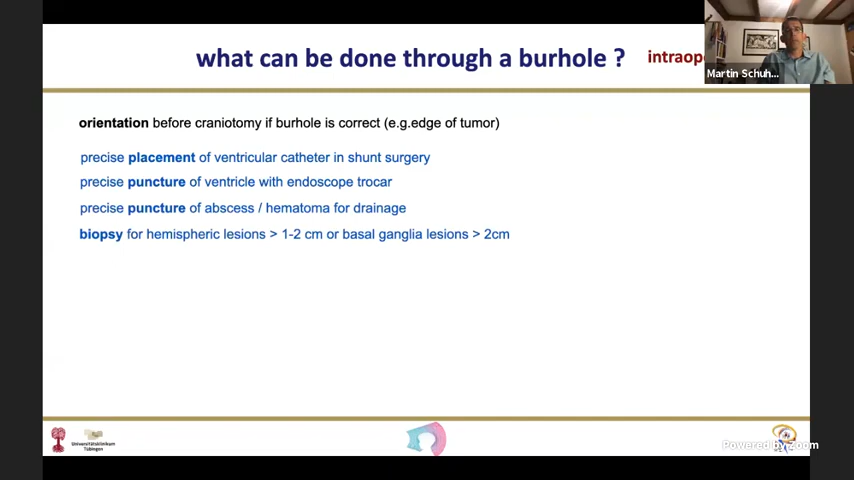 what can be done through a burhole ?
Martin Schuh...
orientation before craniotomy if burhole is correct (e.g.edge of tumor)
precise placement of ventricular catheter in shunt surgery
precise puncture of ventricle with endoscope trocar
precise puncture of abscess / hematoma for drainage
biopsy for hemispheric lesions > 1-2 cm or basal ganglia lesions > 2cm
Universitätsklinikum
Tübingen
Powered by zoom